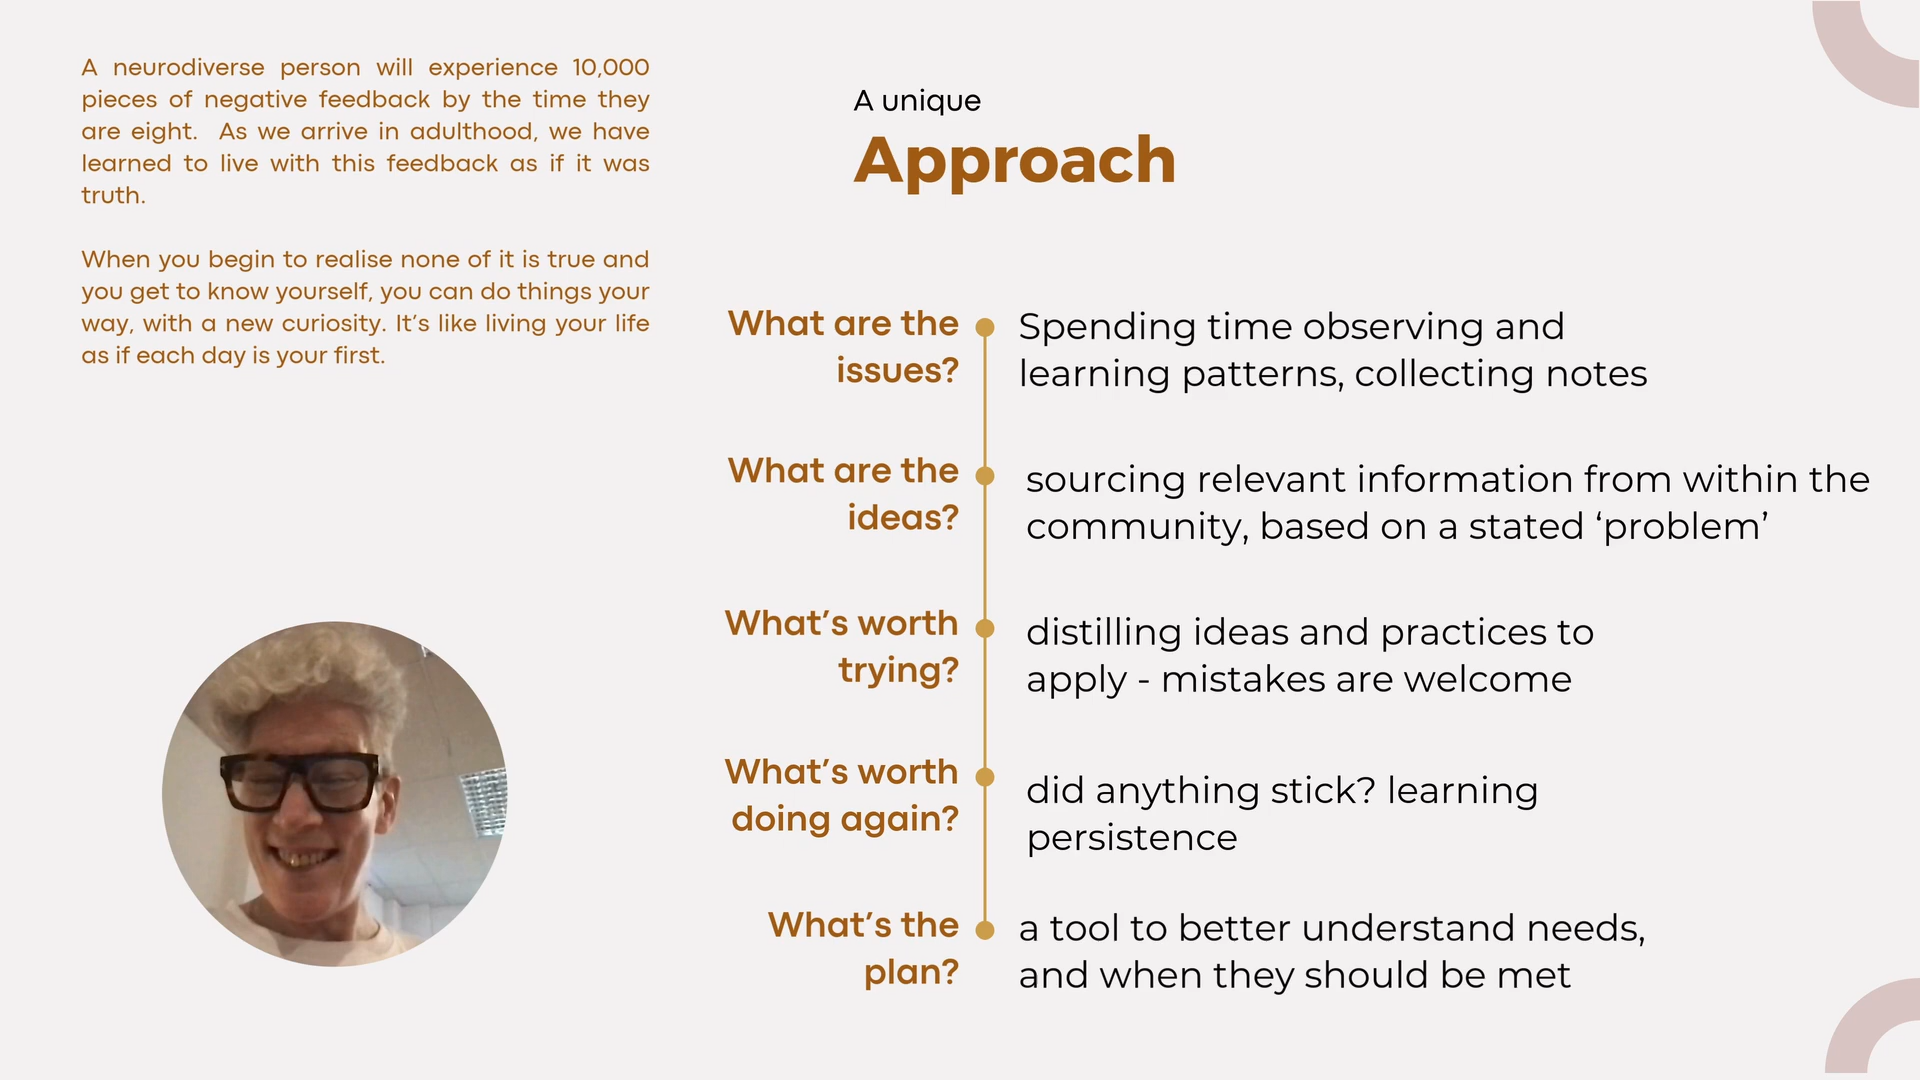 A neurodiverse person will experience 10,000
pieces of negative feedback by the time they
are eight.  As we arrive in adulthood, we have
learned to live with this feedback as if it was
truth.
When you begin to realise none of it is true and
you get to know yourself, you can do things your
way, with a new curiosity. It’s like living your life
as if each day is your first.
A unique
Approach
What are the
issues?
Spending time observing and
learning patterns, collecting notes
What are the
ideas?
sourcing relevant information from within the
community, based on a stated ‘problem’
What’s worth
trying?
distilling ideas and practices to
apply - mistakes are welcome
What’s worth
doing again?
did anything stick? learning
persistence
What’s the
plan?
a tool to better understand needs,
and when they should be met